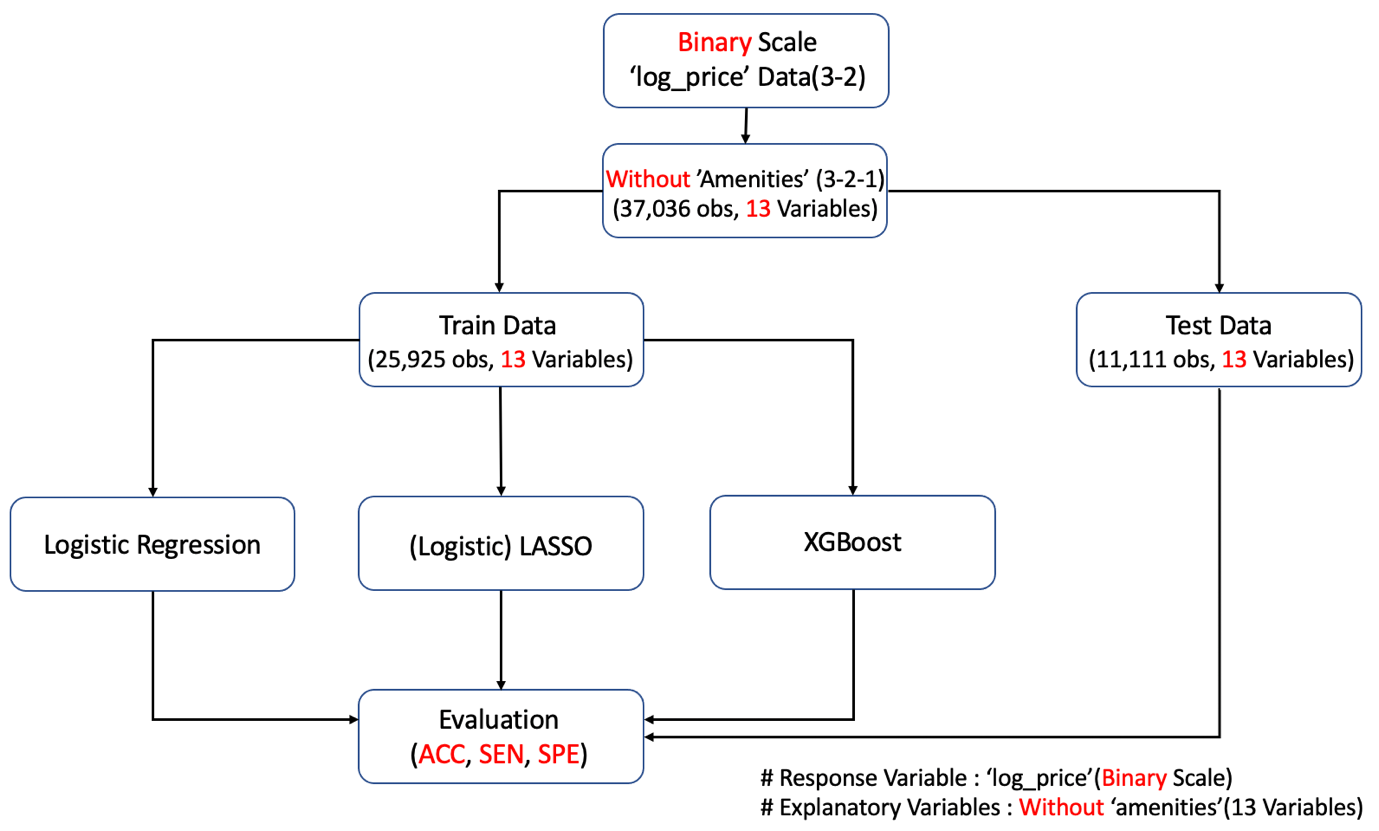 Binary Scale
‘log_price’ Data(3-2)
Without ’Amenities’ (3-2-1)
(37,036 obs, 13 Variables)
Train Data
(25,925 obs, 13 Variables)
Test Data
(11,111 obs, 13 Variables)
Logistic Regression
(Logistic) LASSO
XGBoost
Evaluation
(ACC, SEN, SPE)
# Response Variable : ‘log_price’(Binary Scale)
# Explanatory Variables : Without ‘amenities’(13 Variables)